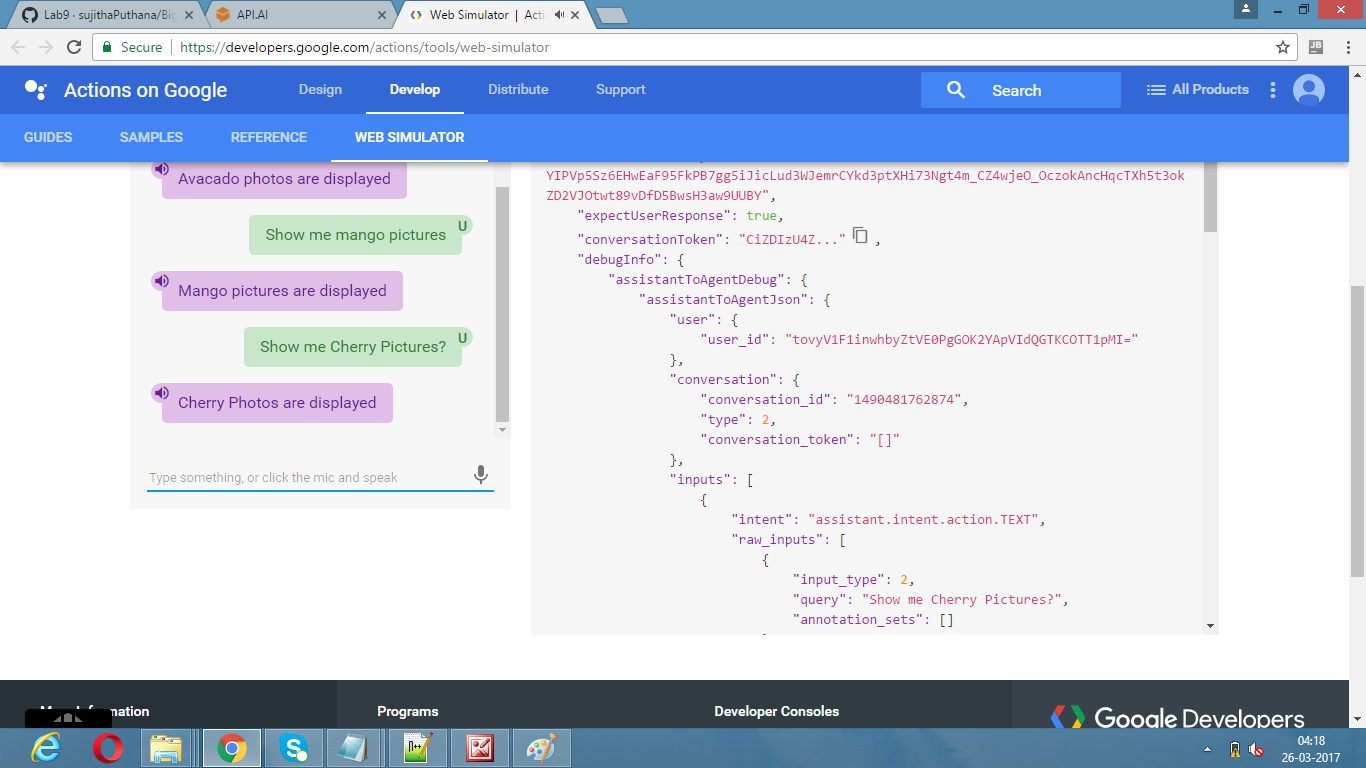 Lab9 · sujithaPuthana/Big
API.AI
Web Simulator | Acti
Secure
https://developers.google.com/actions/tools/web-simulator
JB
Actions on Google
Design
Develop
Distribute
Support
Search
All Products
GUIDES
SAMPLES
REFERENCE
WEB SIMULATOR
Avacado photos are displayed
U
Show me mango pictures
Mango pictures are displayed
U
Show me Cherry Pictures?
Cherry Photos are displayed
Type something, or click the mic and speak
YIPVp5Sz6EHwEaF95FkPB7gg5iJicLud3WJemrCYkd3ptXHi73Ngt4m_CZ4wjeO_OczokAncHqcTXh5t3ok
ZD2VJOtwt89vDfD5BwsH3aw9UUBY",
"expectUserResponse": true,
"conversationToken": "CiZDIzU4Z..." ,
"debugInfo": {
"assistantToAgentDebug": {
"assistantToAgentJson": {
"user": {
"user_id": "tovyV1F1inwhbyZtVE0PgGOK2YApVIdQGTKCOTT1pMI="
},
"conversation": {
"conversation_id": "1490481762874",
"type": 2,
"conversation_token": "[]"
},
"inputs": [
{
"intent": "assistant.intent.action.TEXT",
"raw_inputs": [
{
"input_type": 2,
"query": "Show me Cherry Pictures?",
"annotation_sets": []
Programs
Developer Consoles
Google Developers
04:18
26-03-2017